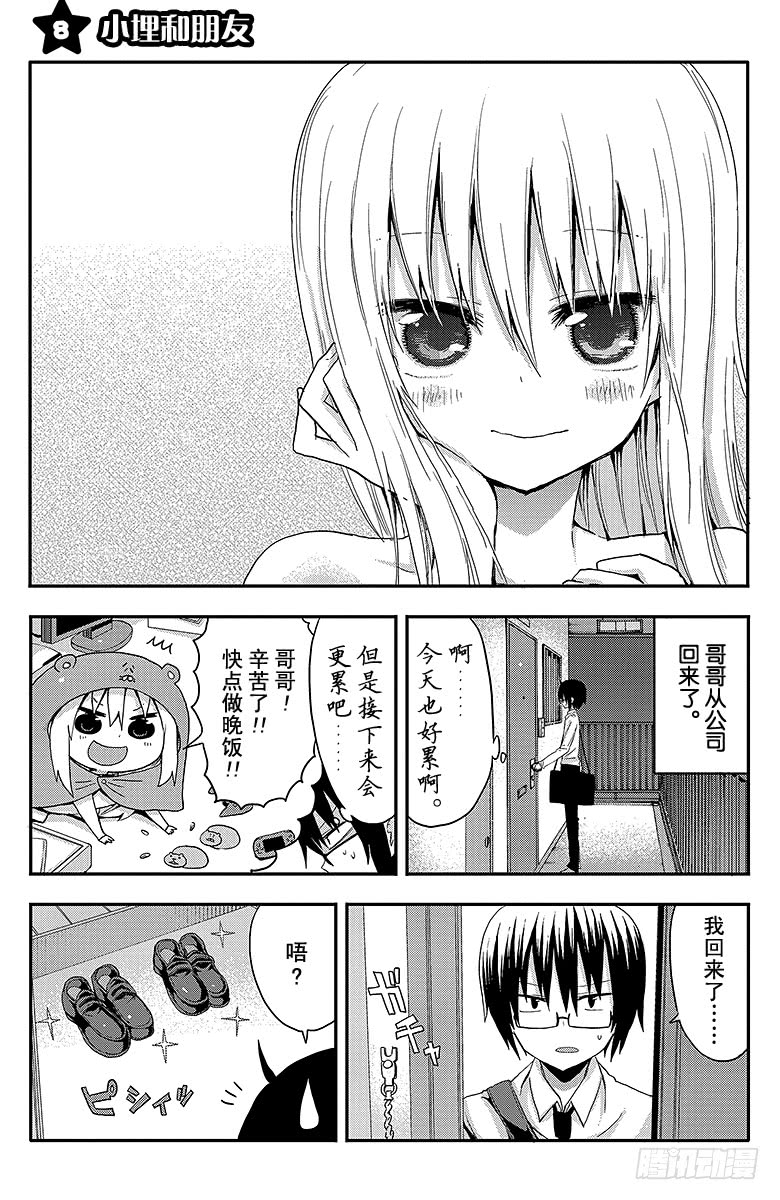 8 小埋和朋友
哥哥从公司
回来了。
啊……
今天也好累啊。
但是接下来会
更累吧……
哥哥！
辛苦了!!
快点做晚饭!!
我回来了……
ガチャ
唔？
ピシィッ
腾讯动漫